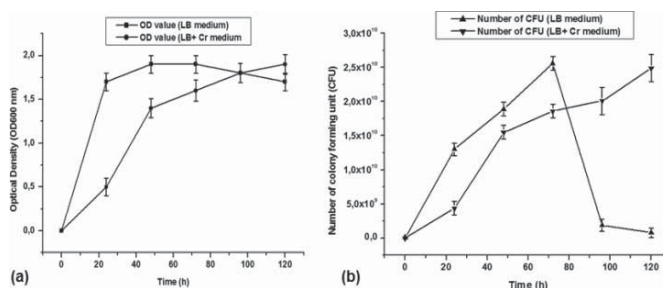 OD value (LB medium)
OD value (LB+ Cr medium
2,0
1,5
1,0
0,5
0,0
Optical Density (OD600 nm)
0 20 40 60 80 100 120
Time (h)
(a)
Number of CFU (LB medium)
Number of CFU (LB+ Cr medium)
3,0x10¹⁰
2,5x10¹⁰
2,0x10¹⁰
1,5x10¹⁰
1,0x10¹⁰
5,0x10⁹
0,0
Number of colony forming unit (CFU)
0 20 40 60 80 100 120
Time (h)
(b)